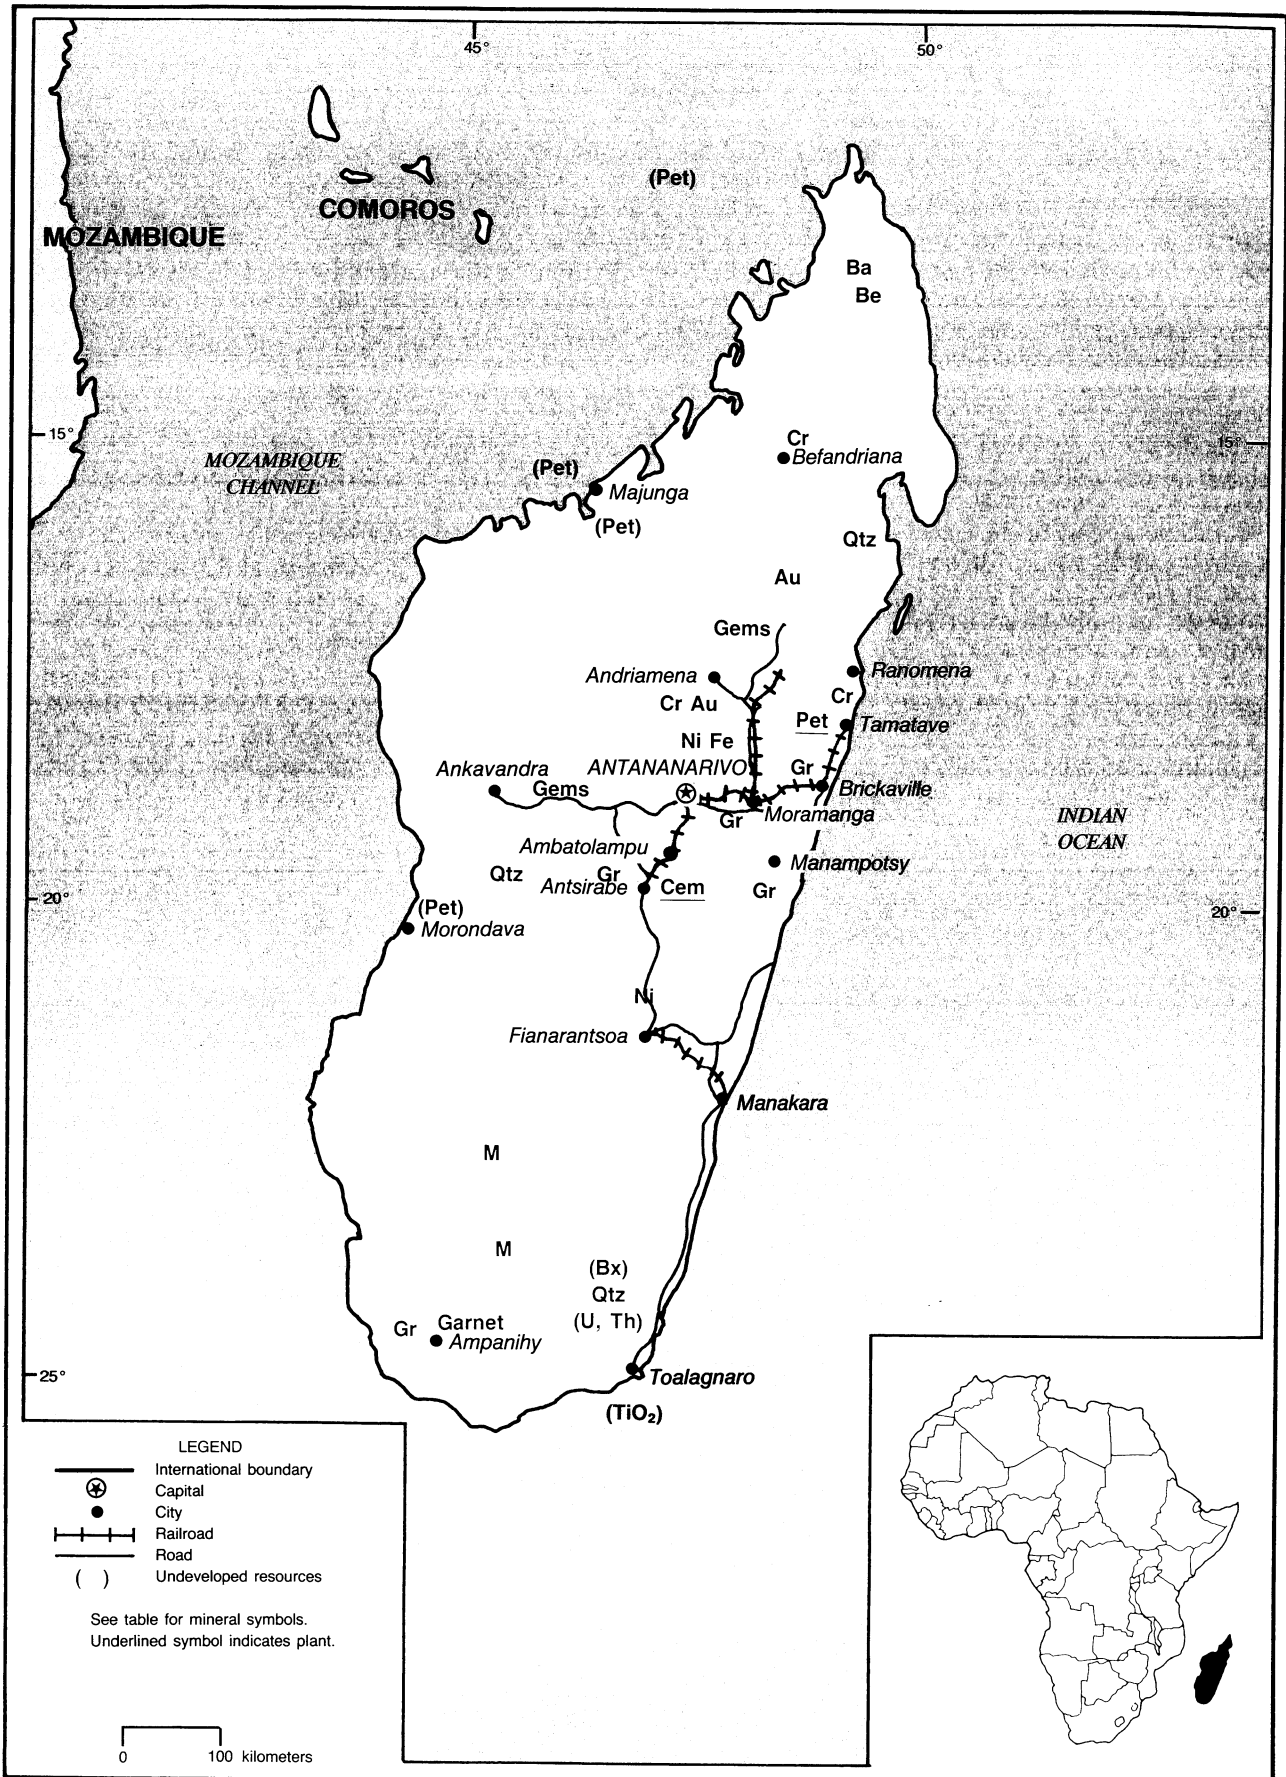 45°
50°
(Pet)
COMOROS
MOZAMBIQUE
Ba
Be
15°
15°
Cr
Befandriana
MOZAMBIQUE
CHANNEL
(Pet)
Majunga
(Pet)
Qtz
Au
Gems
Andriamena
Ranomena
Cr Au
Cr
Pet
Tamatave
Ni Fe
Ankavandra
ANTANANARIVO
Gr
Gems
Brickaville
Moramanga
Gr
INDIAN
OCEAN
Ambatolampu
Manampotsy
Qtz
Gr
Antsirabe
Cem
Gr
20°
20°
(Pet)
Morondava
Ni
Fianarantsoa
Manakara
M
M
(Bx)
Qtz
(U, Th)
Gr
Garnet
Ampanihy
25°
Toalagnaro
(TiO₂)
LEGEND
International boundary
Capital
City
Railroad
Road
( ) Undeveloped resources
See table for mineral symbols.
Underlined symbol indicates plant.
0 100 kilometers